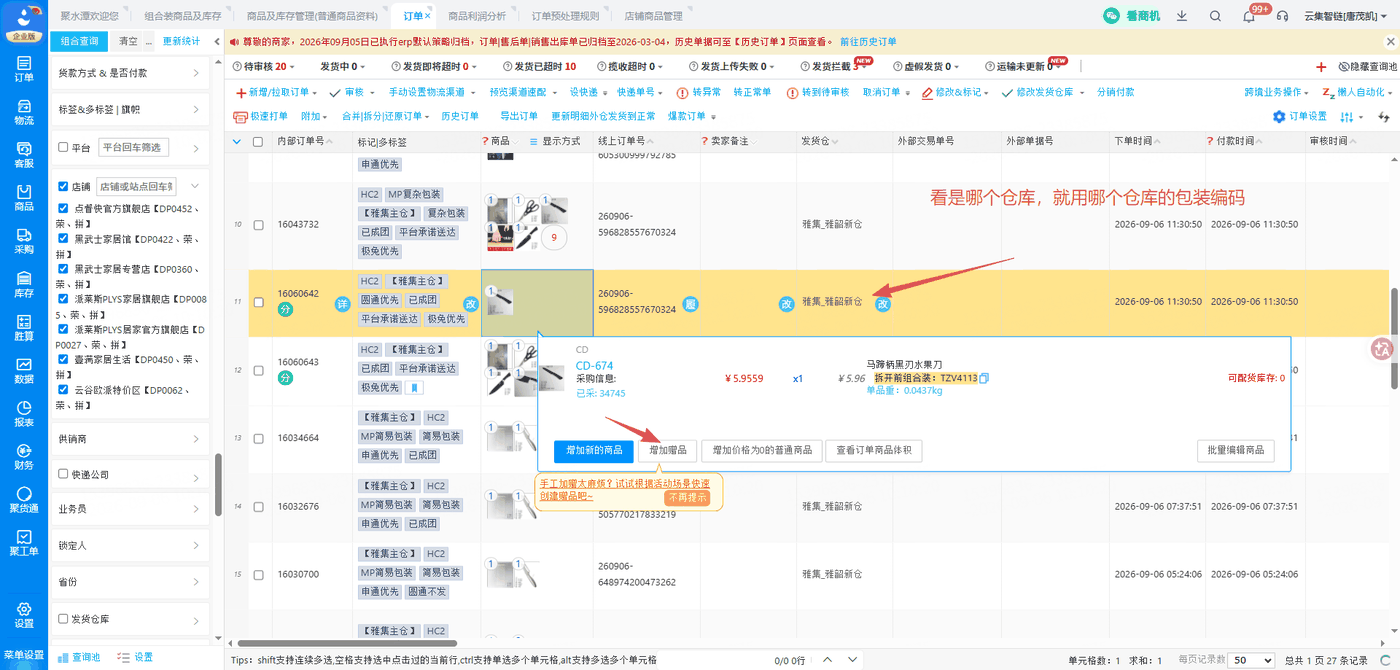 聚水潭欢迎您
组合装商品及库存
商品及库存管理(普通商品资料)
订单×
商品利润分析
订单预处理规则
店铺商品管理
看商机
99+
云集智链[唐茂凯]
企业版
订单
物流
客服
商品
采购
库存
胜算
数据
报表
财务
聚货通
聚工单
设置
菜单设置
组合查询
清空
...
更新统计
货款方式 & 是否付款
标签&多标签 | 旗帜
平台
平台回车筛选
店铺
店铺或站点回车筛
点督快官方旗舰店【DP0452、荣、拼】
黑武士家居馆【DP0422、荣、拼】
黑武士家居专营店【DP0360、荣、拼】
派莱斯PLYS家居旗舰店【DP0085、荣、拼】
派莱斯PLYS居家官方旗舰店【DP0027、荣、拼】
壹满家居生活【DP0450、荣、拼】
云谷欧派特价区【DP0062、荣、拼】
供销商
快递公司
业务员
锁定人
省份
发货仓库
查询池
设置
尊敬的商家，2026年09月05日已执行erp默认策略归档，订单|售后单|销售出库单已归档至2026-03-04，历史单据可至【历史订单】页面查看。 前往历史订单
待审核 20
发货中 0
发货即将超时 0
发货已超时 10
揽收超时 0
发货上传失败 0
发货拦截 3
NEW
虚假发货 0
运输未更新 0
NEW
隐藏查询池
新增/拉取订单
审核
手动设置物流渠道
预览渠道速配
设快递
快递单号
转异常
转正常单
转到待审核
取消订单
修改&标记
修改发货仓库
分销付款
跨境业务操作
懒人自动化
极速打单
附加
合并|拆分|还原订单
历史订单
导出订单
更新明细外仓发货到正常
爆款订单
订单设置
内部订单号
标记|多标签
? 商品
显示方式
线上订单号
? 卖家备注
发货仓
外部交易单号
外部单据号
下单时间
? 付款时间
审核时间
申通优先
605300999792785
10
16043732
HC2
MP复杂包装
【雅集主仓】
复杂包装
已成团
平台承诺送达
极免优先
1
1
1
1
1
9
260906-
596828557670324
雅集_雅韶新仓
2026-09-06 11:30:50
2026-09-06 11:30:50
看是哪个仓库，就用哪个仓库的包装编码
11
16060642
分
详
HC2
【雅集主仓】
圆通优先
已成团
平台承诺送达
极免优先
改
1
260906-
596828557670324
履
改
雅集_雅韶新仓
改
2026-09-06 11:30:50
2026-09-06 11:30:50
12
16060643
分
HC2
【雅集主仓】
已成团
平台承诺送达
极免优先
1
1
CD
CD-674
采购信息:
已采: 34745
￥5.9559
x1
￥5.96
马蹄柄黑刃水果刀
拆开前组合装：TZV4113
单品重：0.0437kg
可配货库存: 0
增加新的商品
增加赠品
增加价格为0的普通商品
查看订单商品体积
批量编辑商品
手工加赠太麻烦？试试根据活动场景快速创建赠品吧~
不再提示
13
16034664
【雅集主仓】
HC2
MP简易包装
简易包装
申通优先
已成团
1
1
14
16032676
【雅集主仓】
HC2
MP简易包装
简易包装
申通优先
已成团
1
1
505770217833219
雅集_雅韶新仓
2026-09-06 07:37:51
2026-09-06 07:37:51
15
16030700
【雅集主仓】
HC2
MP简易包装
简易包装
申通优先
圆通不发
1
1
260906-
648974200473262
雅集_雅韶新仓
2026-09-06 05:24:06
2026-09-06 05:24:06
【雅集主仓】
HC2
Tips：shift支持连续多选,空格支持选中点击过的当前行,ctrl支持单选多个单元格,alt支持多选多个单元格
0/0 0行
单元格数：1
求和：1
每页记录数
50
总共 1 页 27 条记录